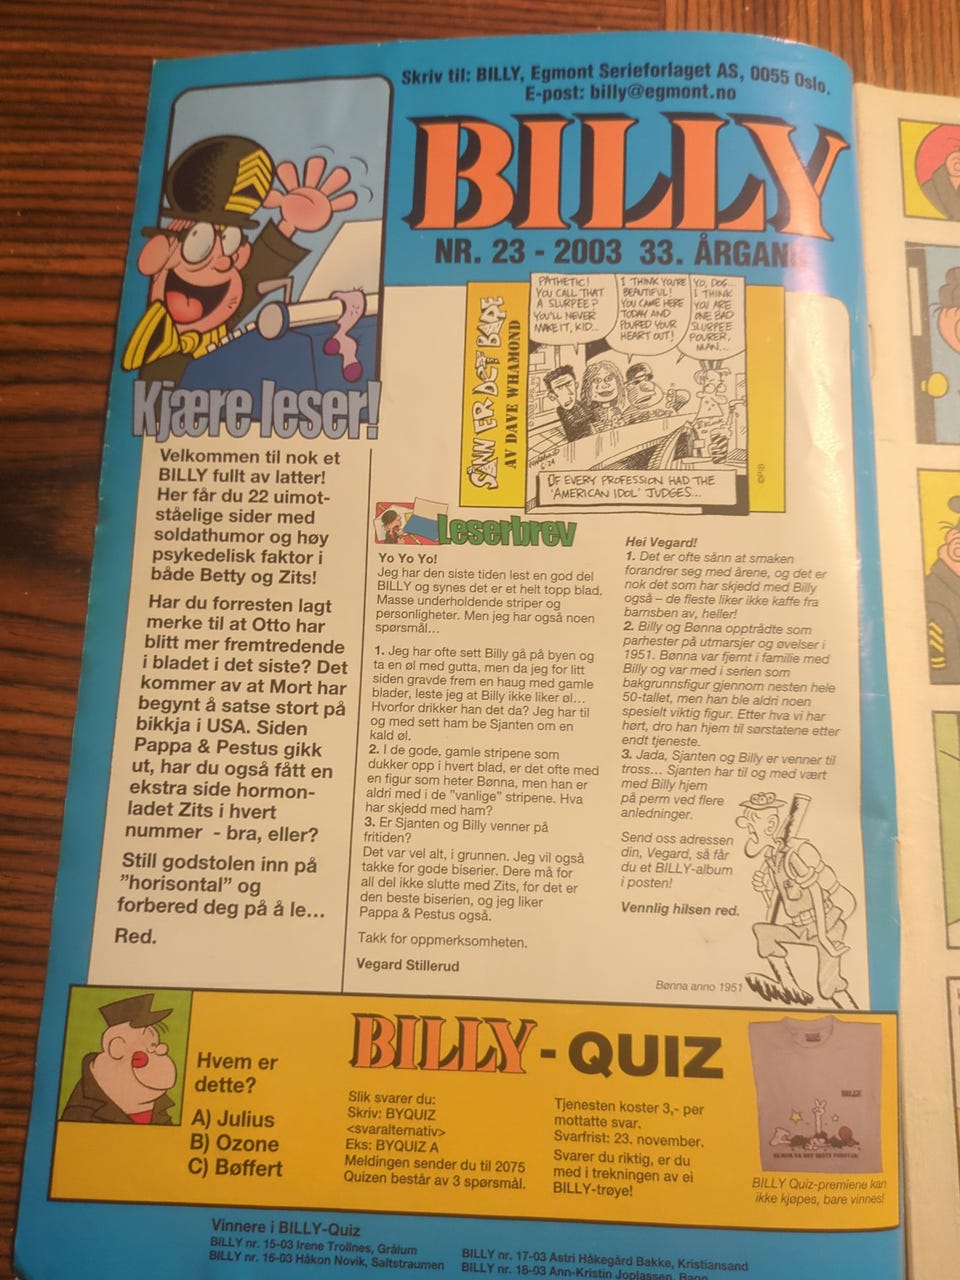 Skriv til: BILLY, Egmont Serieforlaget AS, 0055 Oslo.
E-post: billy@egmont.no
BILLY
NR. 23 - 2003 33. ÅRGANG
Kjære leser!
Velkommen til nok et
BILLY fullt av latter!
Her får du 22 uimot-
ståelige sider med
soldathumor og høy
psykedelisk faktor i
både Betty og Zits!
Har du forresten lagt
merke til at Otto har
blitt mer fremtredende
i bladet i det siste? Det
kommer av at Mort har
begynt å satse stort på
bikkja i USA. Siden
Pappa & Pestus gikk
ut, har du også fått en
ekstra side hormon-
ladet Zits i hvert
nummer - bra, eller?
Still godstolen inn på
"horisontal" og
forbered deg på å le...
Red.
SÅNN ER DET BARE
AV DAVE WHAMOND
PATHETIC!
YOU CALL THAT
A SLURPEE?
YOU'LL NEVER
MAKE IT, KID...
I THINK YOU'RE
BEAUTIFUL!
YOU CAME HERE
TODAY AND
POURED YOUR
HEART OUT!
YO, DOG...
I THINK
YOU ARE
ONE BAD
SLURPEE
POURER,
MAN...
WHAMOND
6-24
IF EVERY PROFESSION HAD THE
'AMERICAN IDOL' JUDGES...
©PIB
Leserbrev
Yo Yo Yo!
Jeg har den siste tiden lest en god del
BILLY og synes det er et helt topp blad.
Masse underholdende striper og
personligheter. Men jeg har også noen
spørsmål...
1. Jeg har ofte sett Billy gå på byen og
ta en øl med gutta, men da jeg for litt
siden gravde frem en haug med gamle
blader, leste jeg at Billy ikke liker øl...
Hvorfor drikker han det da? Jeg har til
og med sett ham be Sjanten om en
kald øl.
2. I de gode, gamle stripene som
dukker opp i hvert blad, er det ofte med
en figur som heter Bønna, men han er
aldri med i de "vanlige" stripene. Hva
har skjedd med ham?
3. Er Sjanten og Billy venner på
fritiden?
Det var vel alt, i grunnen. Jeg vil også
takke for gode biserier. Dere må for
all del ikke slutte med Zits, for det er
den beste biserien, og jeg liker
Pappa & Pestus også.
Takk for oppmerksomheten.
Vegard Stillerud
Hei Vegard!
1. Det er ofte sånn at smaken
forandrer seg med årene, og det er
nok det som har skjedd med Billy
også – de fleste liker ikke kaffe fra
barnsben av, heller!
2. Billy og Bønna opptrådte som
parhester på utmarsjer og øvelser i
1951. Bønna var fjernt i familie med
Billy og var med i serien som
bakgrunnsfigur gjennom nesten hele
50-tallet, men han ble aldri noen
spesielt viktig figur. Etter hva vi har
hørt, dro han hjem til sørstatene etter
endt tjeneste.
3. Jada, Sjanten og Billy er venner til
tross... Sjanten har til og med vært
med Billy hjem
på perm ved flere
anledninger.
Send oss adressen
din, Vegard, så får
du et BILLY-album
i posten!
Vennlig hilsen red.
Bønna anno 1951
BILLY - QUIZ
Hvem er
dette?
A) Julius
B) Ozone
C) Bøffert
Slik svarer du:
Skriv: BYQUIZ
<svaralternativ>
Eks: BYQUIZ A
Meldingen sender du til 2075
Quizen består av 3 spørsmål.
Tjenesten koster 3,- per
mottatte svar.
Svarfrist: 23. november.
Svarer du riktig, er du
med i trekningen av ei
BILLY-trøye!
BILLY
BILLY Quiz-premiene kan
ikke kjøpes, bare vinnes!
Vinnere i BILLY-Quiz
BILLY nr. 15-03 Irene Trollnes, Grålum
BILLY nr. 16-03 Håkon Novik, Saltstraumen
BILLY nr. 17-03 Astri Håkegård Bakke, Kristiansand
BILLY nr. 18-03 Ann-Kristin Joplassen,